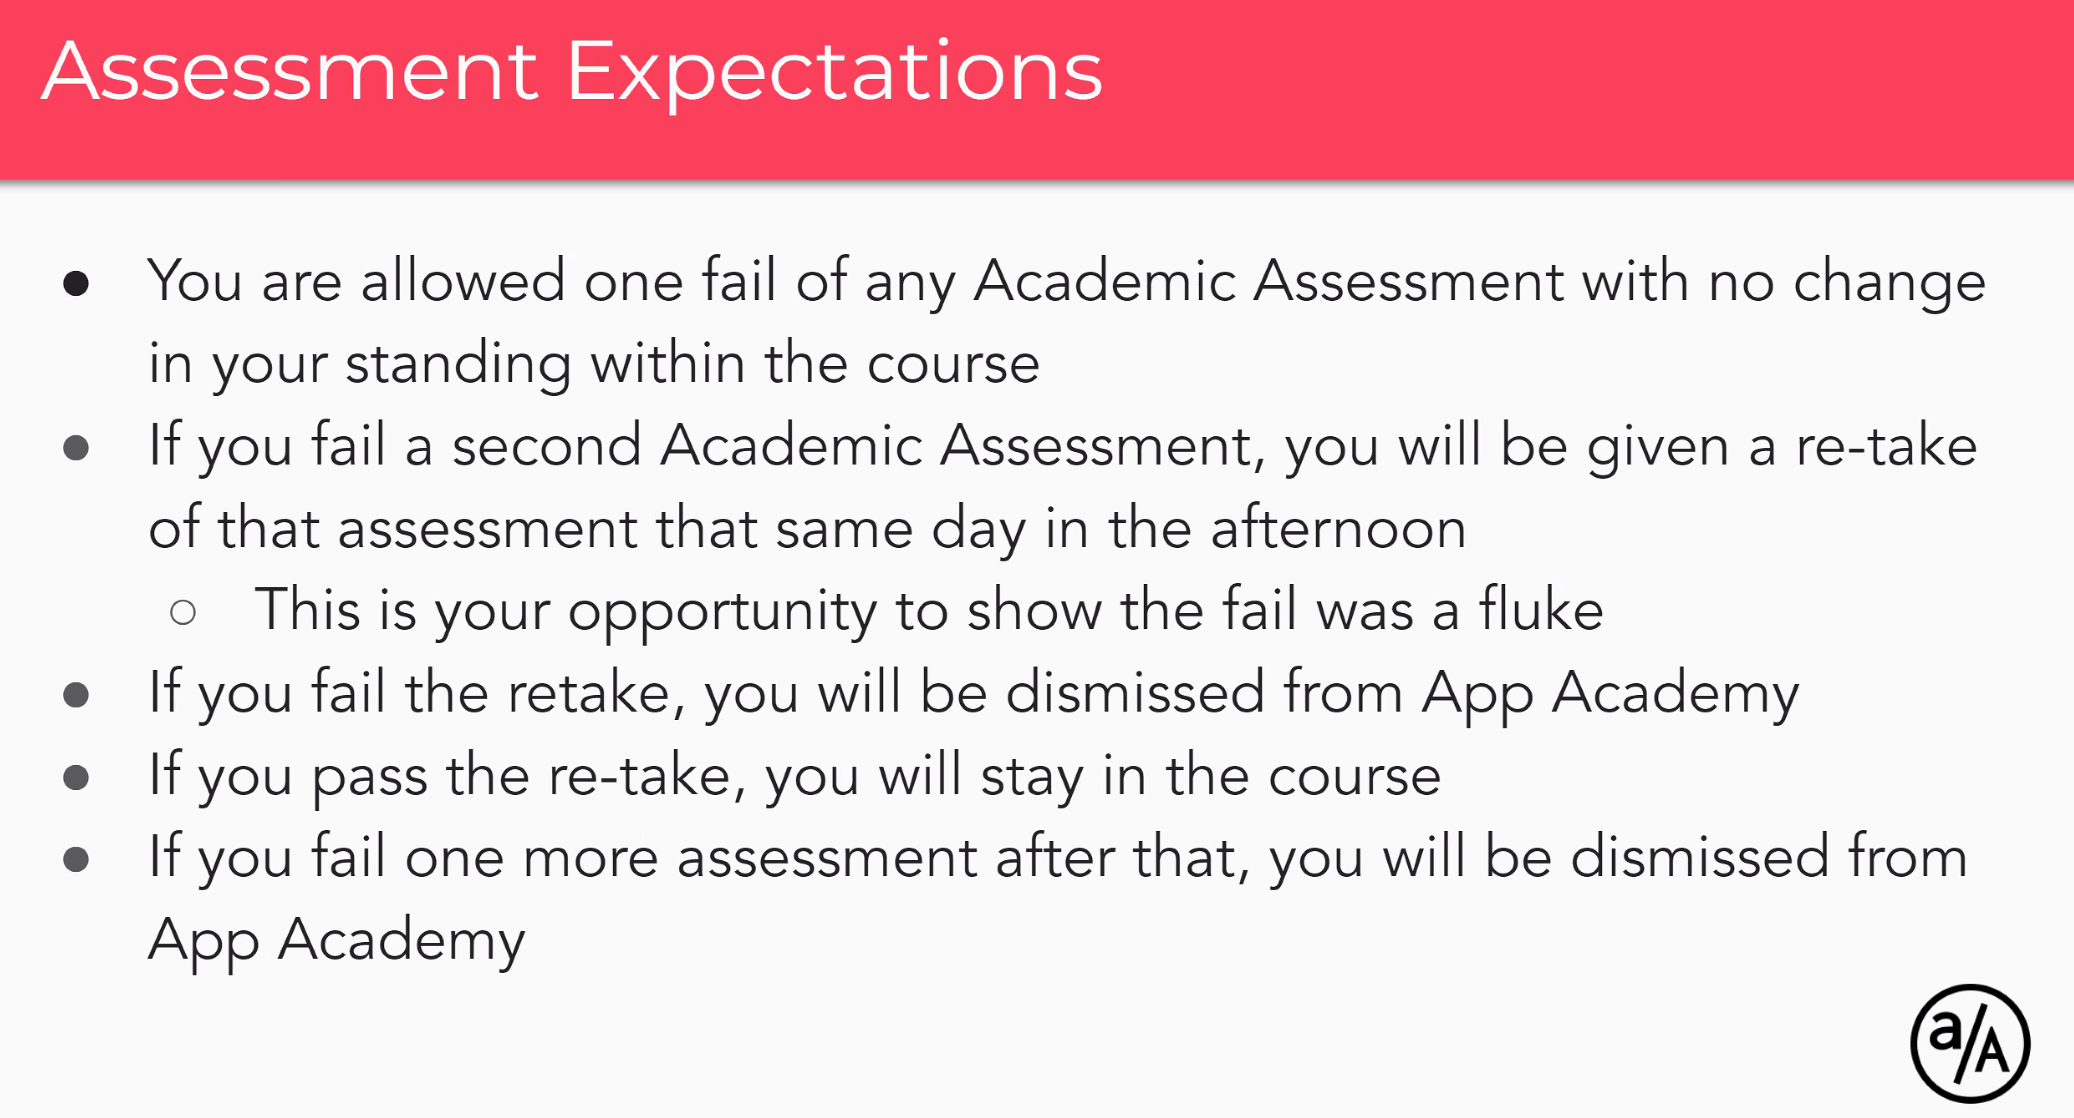 Assessment Expectations
● You are allowed one fail of any Academic Assessment with no change
in your standing within the course
● If you fail a second Academic Assessment, you will be given a re-take
of that assessment that same day in the afternoon
○ This is your opportunity to show the fail was a fluke
● If you fail the retake, you will be dismissed from App Academy
● If you pass the re-take, you will stay in the course
● If you fail one more assessment after that, you will be dismissed from
App Academy
a/A